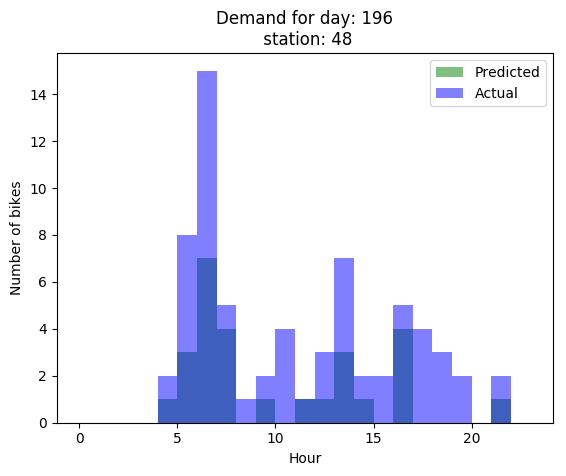 Demand for day: 196
station: 48
Predicted
Actual
Number of bikes
14
12
10
8
6
4
2
0
0 5 10 15 20
Hour